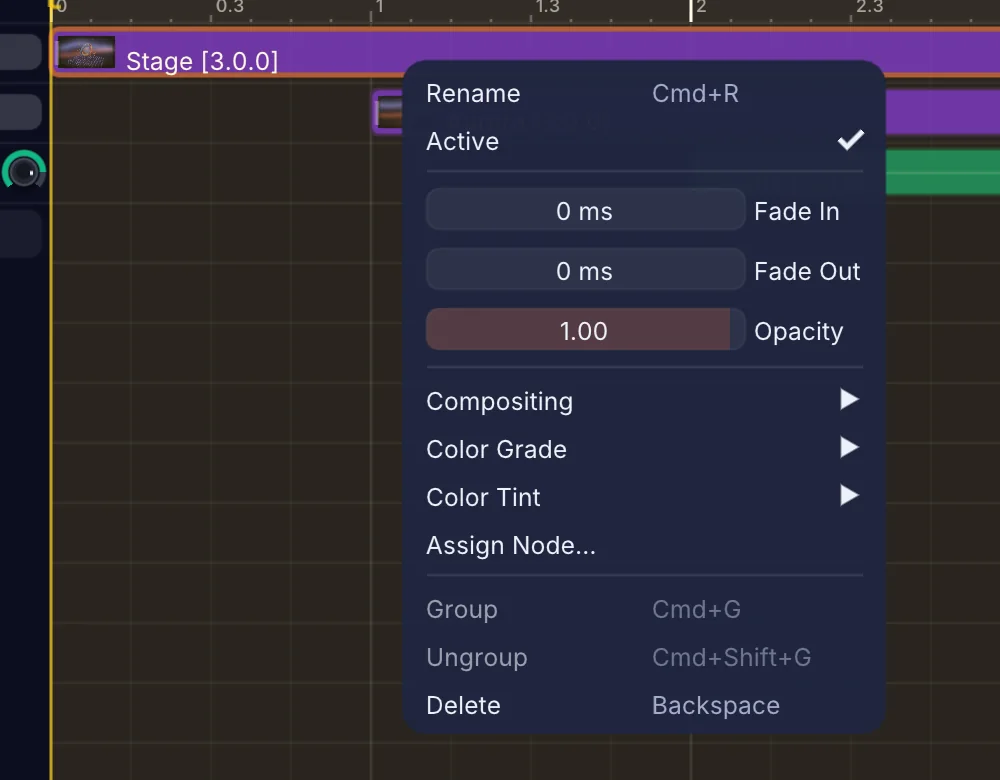 0 0.3 1 1.3 2 2.3
Stage [3.0.0]
Rename Cmd+R
Active
0 ms Fade In
0 ms Fade Out
1.00 Opacity
Compositing
Color Grade
Color Tint
Assign Node...
Group Cmd+G
Ungroup Cmd+Shift+G
Delete Backspace